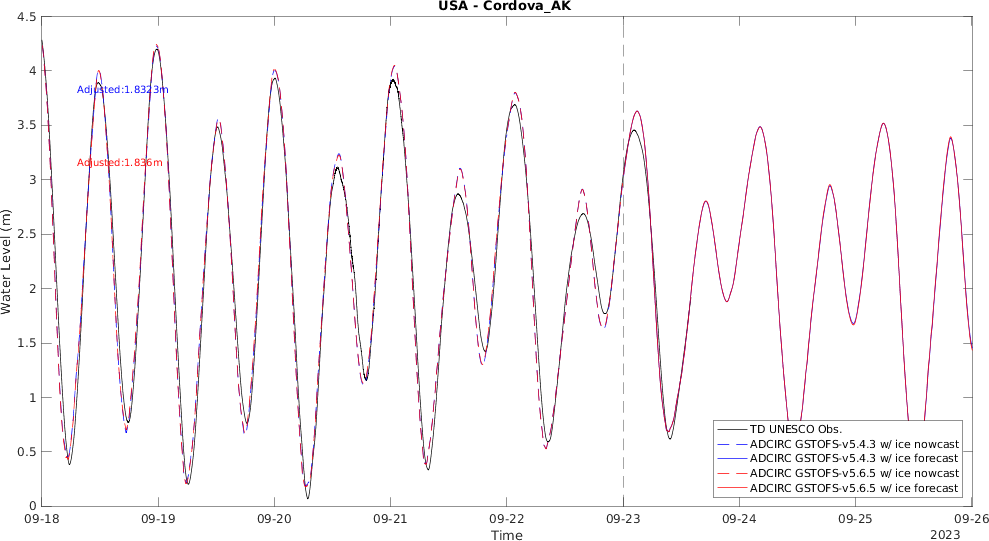 USA - Cordova_AK
4.5
4
3.5
3
2.5
2
1.5
1
0.5
0
Water Level (m)
Adjusted:1.8323m
Adjusted:1.836m
TD UNESCO Obs.
ADCIRC GSTOFS-v5.4.3 w/ ice nowcast
ADCIRC GSTOFS-v5.4.3 w/ ice forecast
ADCIRC GSTOFS-v5.6.5 w/ ice nowcast
ADCIRC GSTOFS-v5.6.5 w/ ice forecast
09-18 09-19 09-20 09-21 09-22 09-23 09-24 09-25 09-26
Time
2023